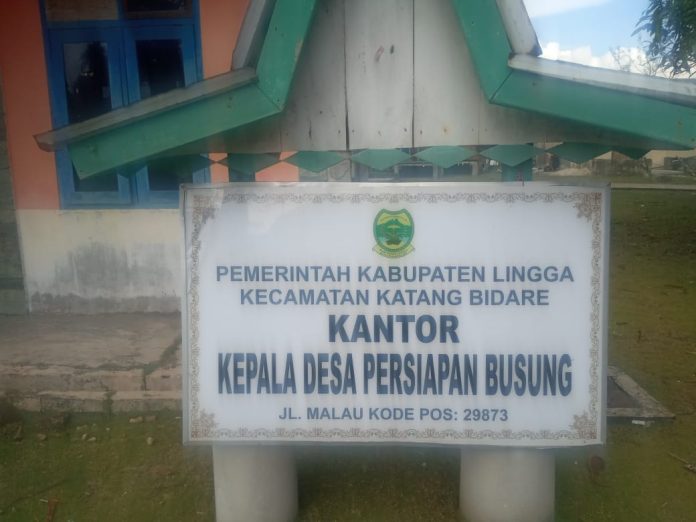 PEMERINTAH KABUPATEN LINGGA
KECAMATAN KATANG BIDARE
KANTOR
KEPALA DESA PERSIAPAN BUSUNG
JL. MALAU KODE POS: 29873